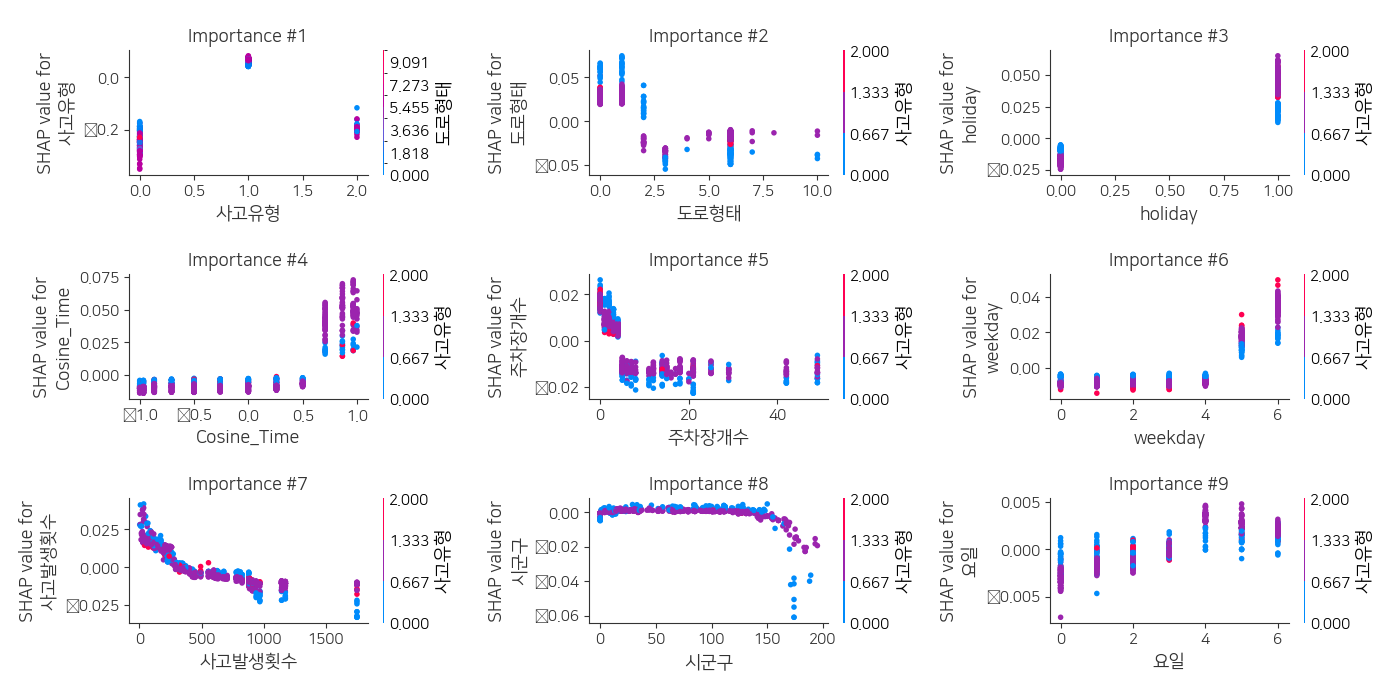 Importance #1
SHAP value for
사고유형
0.0
0.2
0.0 0.5 1.0 1.5 2.0
사고유형
9.091
7.273
5.455
3.636
1.818
0.000
도로형태
Importance #2
SHAP value for
도로형태
0.05
0.00
0.05
0.0 2.5 5.0 7.5 10.0
도로형태
2.000
1.333
0.667
0.000
사고유형
Importance #3
SHAP value for
holiday
0.050
0.025
0.000
0.025
0.00 0.25 0.50 0.75 1.00
holiday
2.000
1.333
0.667
0.000
사고유형
Importance #4
SHAP value for
Cosine_Time
0.075
0.050
0.025
0.000
1.0 0.5 0.0 0.5 1.0
Cosine_Time
2.000
1.333
0.667
0.000
사고유형
Importance #5
SHAP value for
주차장개수
0.02
0.00
0.02
0 20 40
주차장개수
2.000
1.333
0.667
0.000
사고유형
Importance #6
SHAP value for
weekday
0.04
0.02
0.00
0 2 4 6
weekday
2.000
1.333
0.667
0.000
사고유형
Importance #7
SHAP value for
사고발생횟수
0.025
0.000
0.025
0 500 1000 1500
사고발생횟수
2.000
1.333
0.667
0.000
사고유형
Importance #8
SHAP value for
시군구
0.00
0.02
0.04
0.06
0 50 100 150 200
시군구
2.000
1.333
0.667
0.000
사고유형
Importance #9
SHAP value for
요일
0.005
0.000
0.005
0 2 4 6
요일
2.000
1.333
0.667
0.000
사고유형